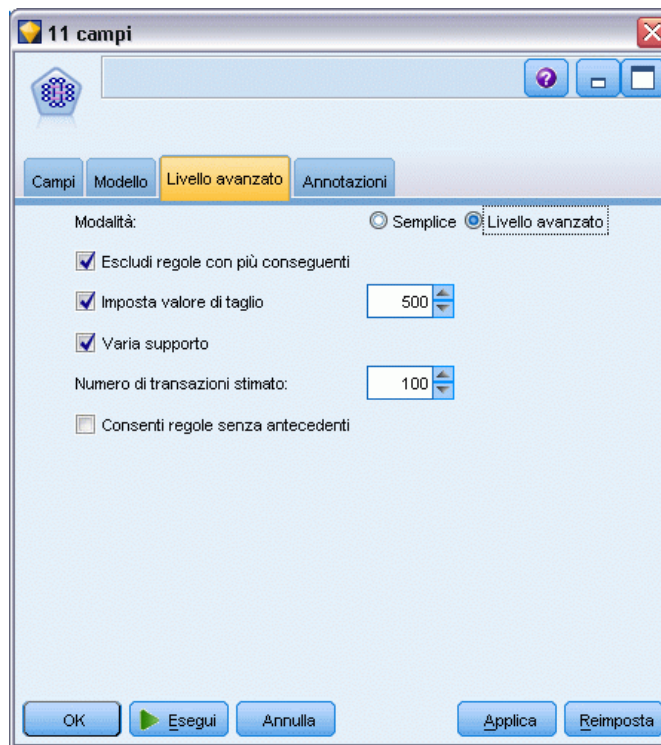 11 campi
Campi Modello Livello avanzato Annotazioni
Modalità: Semplice Livello avanzato
Escludi regole con più conseguenti
Imposta valore di taglio 500
Varia supporto
Numero di transazioni stimato: 100
Consenti regole senza antecedenti
OK Esegui Annulla Applica Reimposta